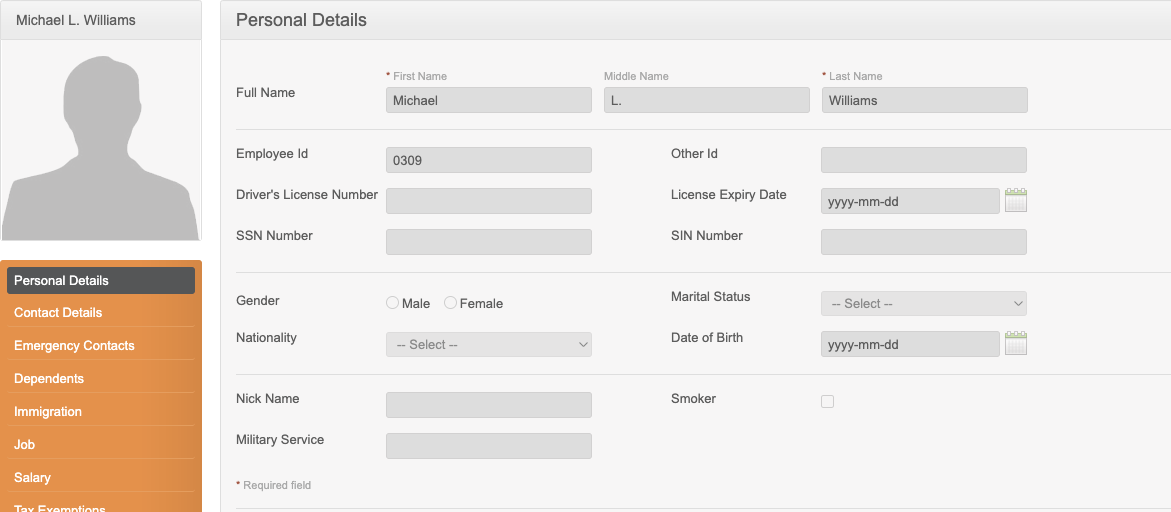 Michael L. Williams
Personal Details
Contact Details
Emergency Contacts
Dependents
Immigration
Job
Salary
Tax Exemptions
Personal Details
* First Name Middle Name * Last Name
Full Name Michael L. Williams
Employee Id 0309 Other Id
Driver's License Number License Expiry Date yyyy-mm-dd
SSN Number SIN Number
Gender Male Female Marital Status -- Select --
Nationality -- Select -- Date of Birth yyyy-mm-dd
Nick Name Smoker
Military Service
* Required field